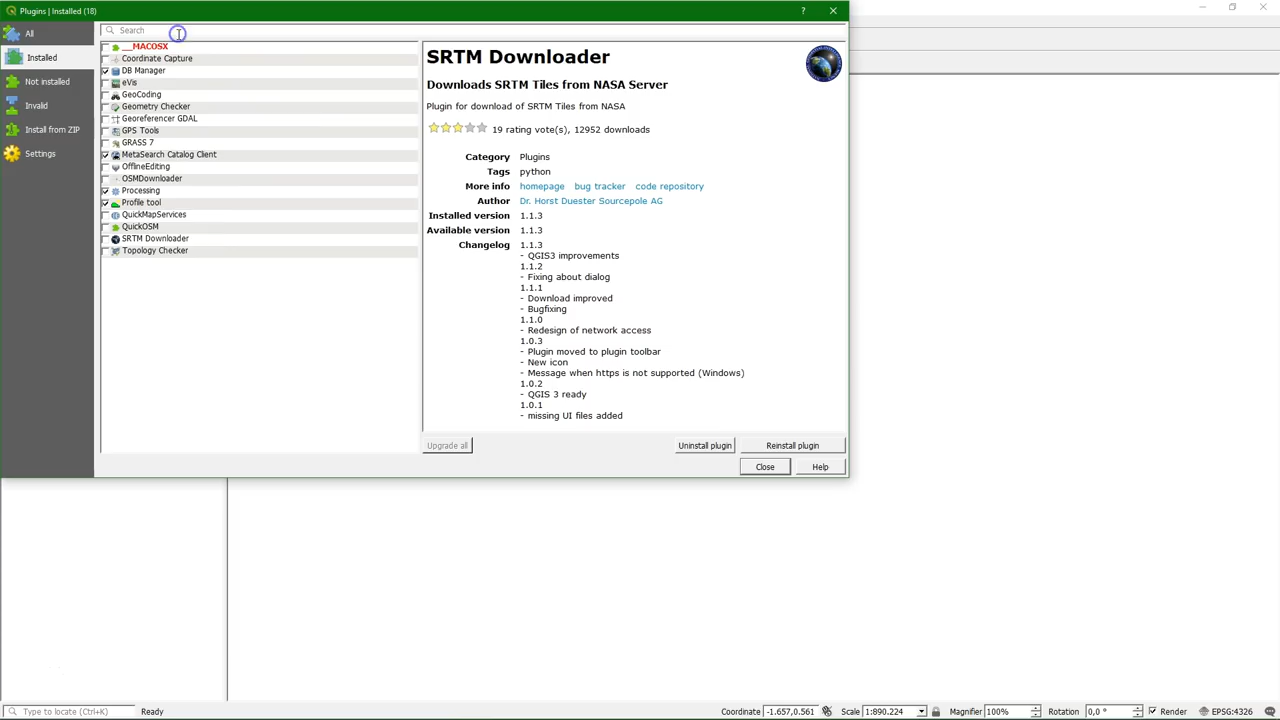 Plugins | Installed (18)
?
All
Search
Installed
Not installed
Invalid
Install from ZIP
Settings
__MACOSX
Coordinate Capture
DB Manager
eVis
GeoCoding
Geometry Checker
Georeferencer GDAL
GPS Tools
GRASS 7
MetaSearch Catalog Client
OfflineEditing
OSMDownloader
Processing
Profile tool
QuickMapServices
QuickOSM
SRTM Downloader
Topology Checker
SRTM Downloader
Downloads SRTM Tiles from NASA Server
Plugin for download of SRTM Tiles from NASA
19 rating vote(s), 12952 downloads
Category Plugins
Tags python
More info homepage bug tracker code repository
Author Dr. Horst Duester Sourcepole AG
Installed version 1.1.3
Available version 1.1.3
Changelog 1.1.3
- QGIS3 improvements
1.1.2
- Fixing about dialog
1.1.1
- Download improved
- Bugfixing
1.1.0
- Redesign of network access
1.0.3
- Plugin moved to plugin toolbar
- New icon
- Message when https is not supported (Windows)
1.0.2
- QGIS 3 ready
1.0.1
- missing UI files added
Upgrade all Uninstall plugin Reinstall plugin
Close Help
Type to locate (Ctrl+K) Ready Coordinate -1.657,0.561 Scale 1:890.224 Magnifier 100% Rotation 0,0 ° Render EPSG:4326